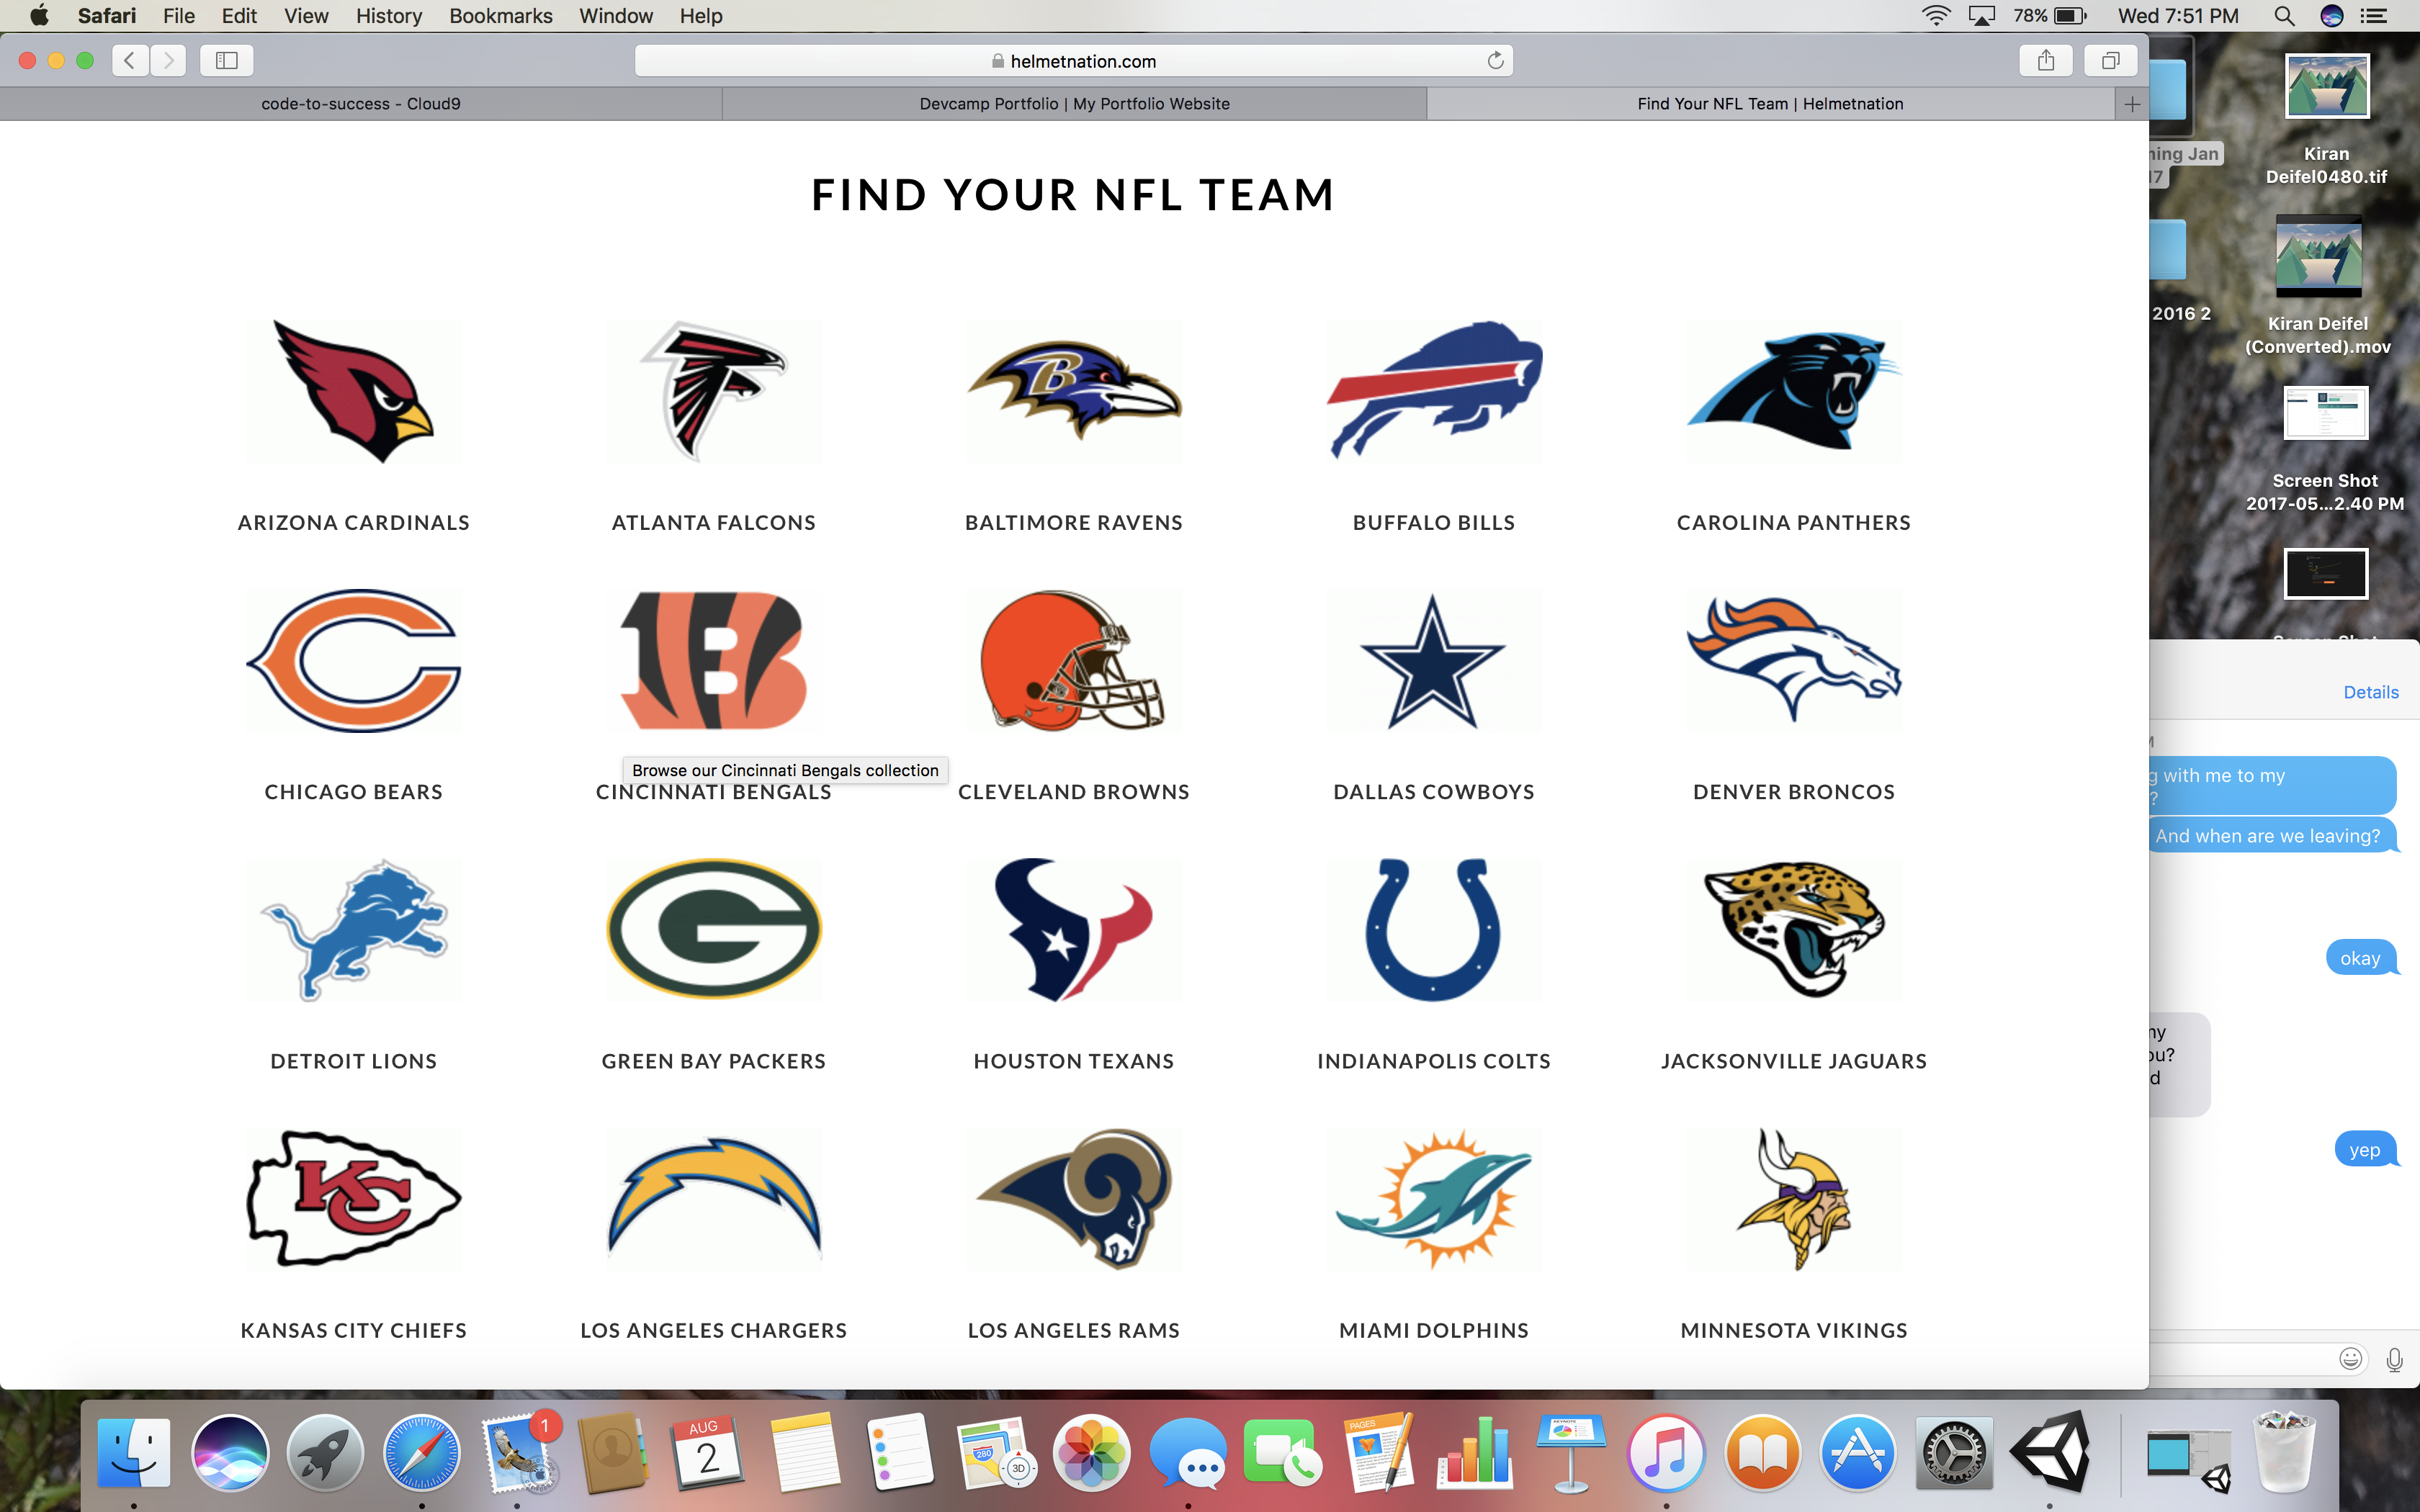 Safari File Edit View History Bookmarks Window Help 78% Wed 7:51 PM
helmetnation.com
code-to-success - Cloud9 Devcamp Portfolio | My Portfolio Website Find Your NFL Team | Helmetnation
FIND YOUR NFL TEAM
B
ARIZONA CARDINALS ATLANTA FALCONS BALTIMORE RAVENS BUFFALO BILLS CAROLINA PANTHERS
C B
Browse our Cincinnati Bengals collection
CHICAGO BEARS CINCINNATI BENGALS CLEVELAND BROWNS DALLAS COWBOYS DENVER BRONCOS
G
DETROIT LIONS GREEN BAY PACKERS HOUSTON TEXANS INDIANAPOLIS COLTS JACKSONVILLE JAGUARS
KC
KANSAS CITY CHIEFS LOS ANGELES CHARGERS LOS ANGELES RAMS MIAMI DOLPHINS MINNESOTA VIKINGS
Jan
17
2016 2
Kiran
Deifel0480.tif
Kiran Deifel
(Converted).mov
Screen Shot
2017-05...2.40 PM
Details
with me to my
?
And when are we leaving?
okay
?
yep
1
AUG
2
280
3D
PAGES
KEYNOTE